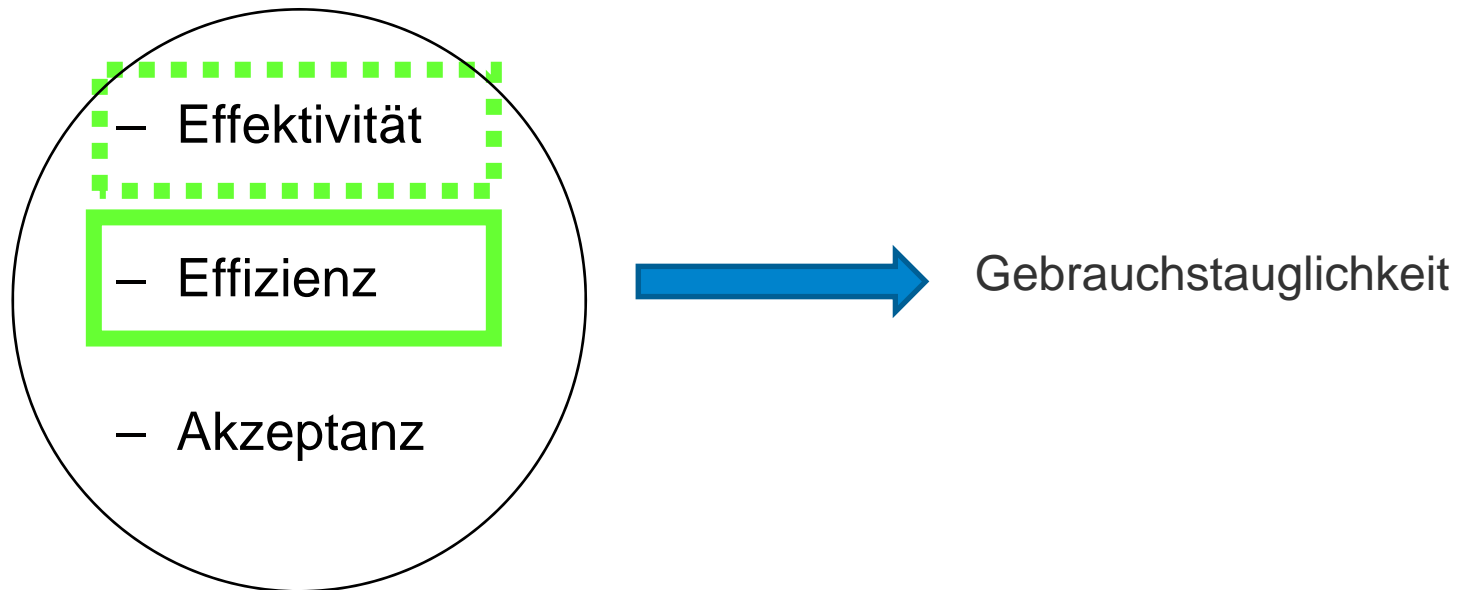 – Effektivität
– Effizienz
Gebrauchstauglichkeit
– Akzeptanz